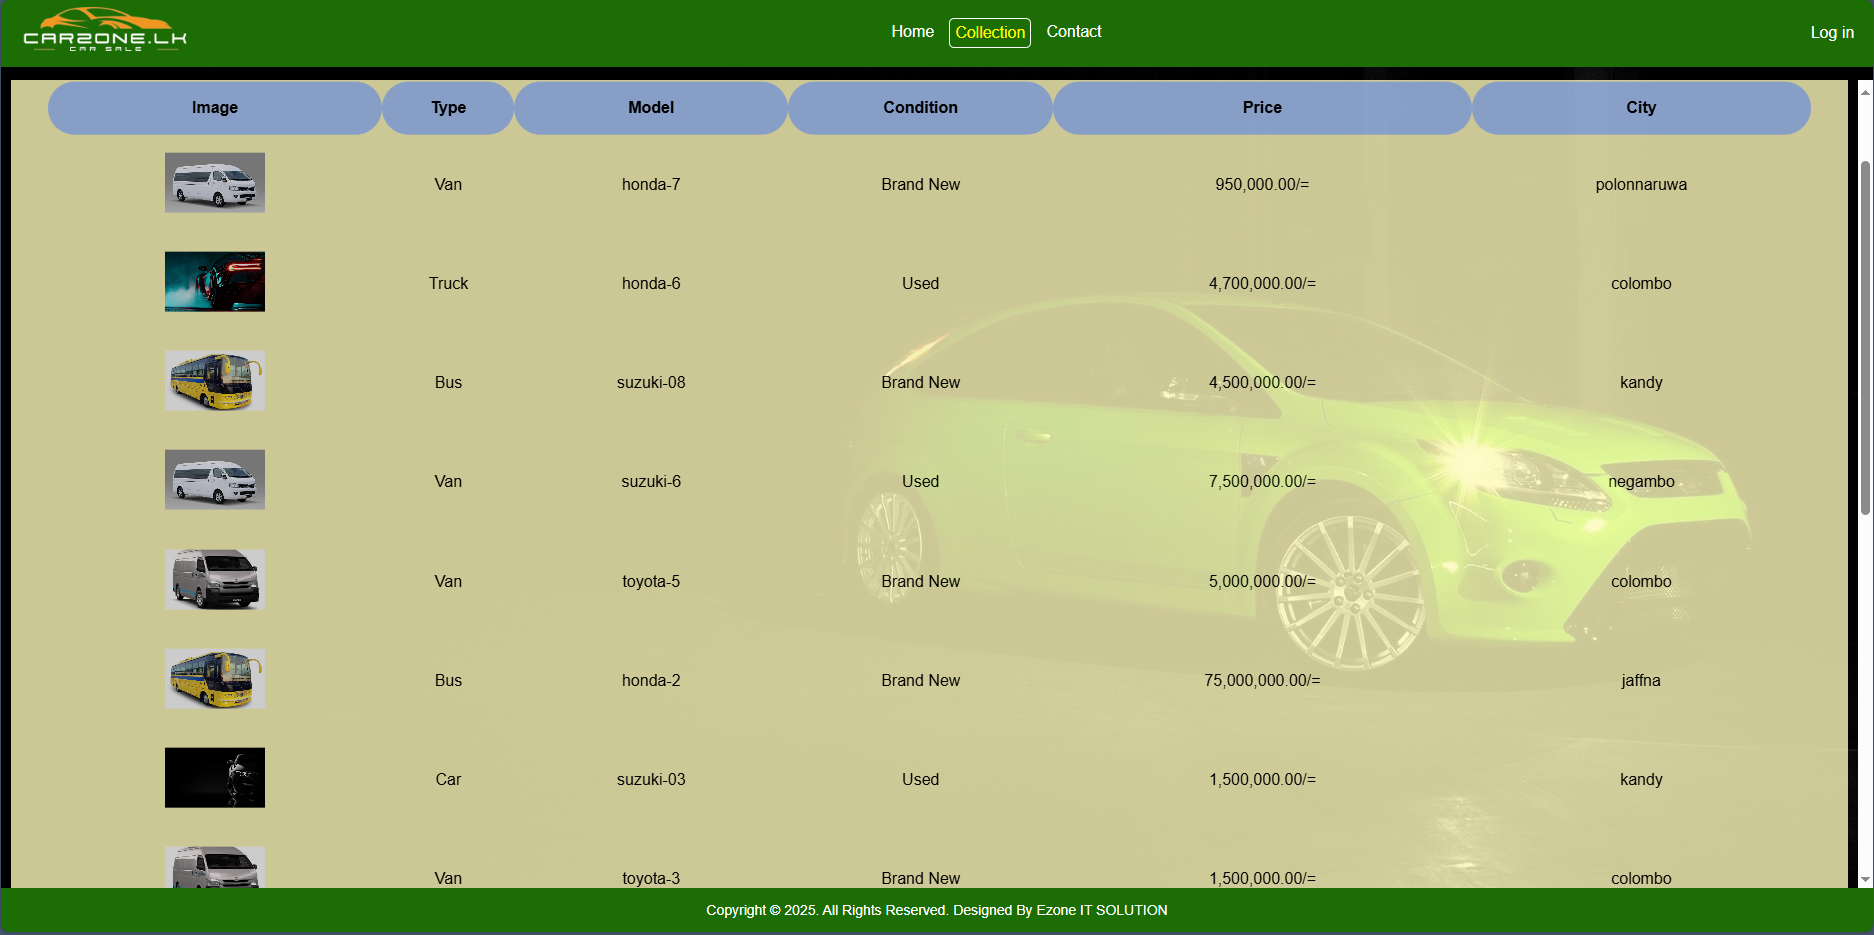 CARZONE.LK
CAR SALE
Home Collection Contact
Log in
Image Type Model Condition Price City
Van honda-7 Brand New 950,000.00/= polonnaruwa
Truck honda-6 Used 4,700,000.00/= colombo
Bus suzuki-08 Brand New 4,500,000.00/= kandy
Van suzuki-6 Used 7,500,000.00/= negambo
Van toyota-5 Brand New 5,000,000.00/= colombo
Bus honda-2 Brand New 75,000,000.00/= jaffna
Car suzuki-03 Used 1,500,000.00/= kandy
Van toyota-3 Brand New 1,500,000.00/= colombo
Copyright © 2025. All Rights Reserved. Designed By Ezone IT SOLUTION